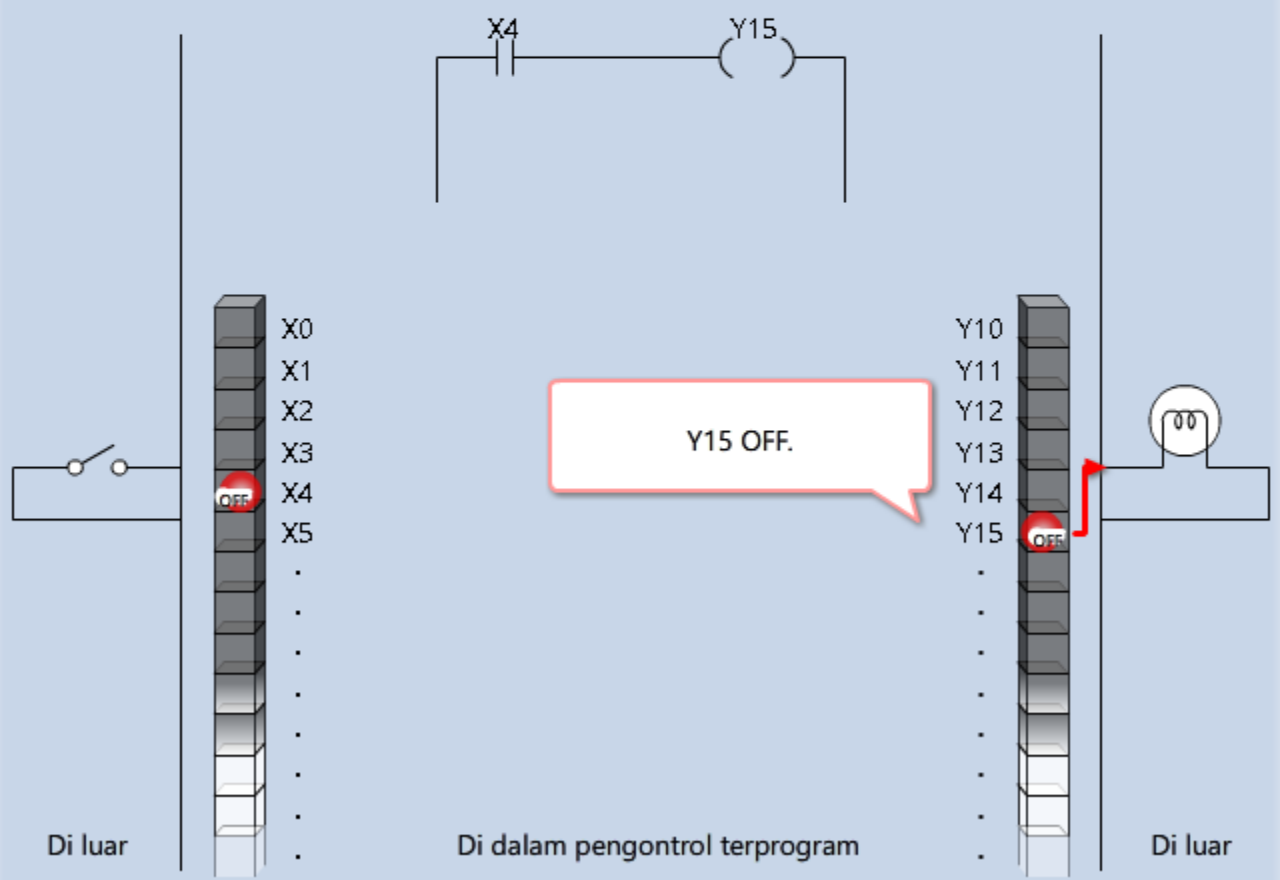 X4
Y15
X0
X1
X2
X3
X4
X5
Y10
Y11
Y12
Y13
Y14
Y15
Y15 OFF.
OFF
OFF
Di luar
Di dalam pengontrol terprogram
Di luar